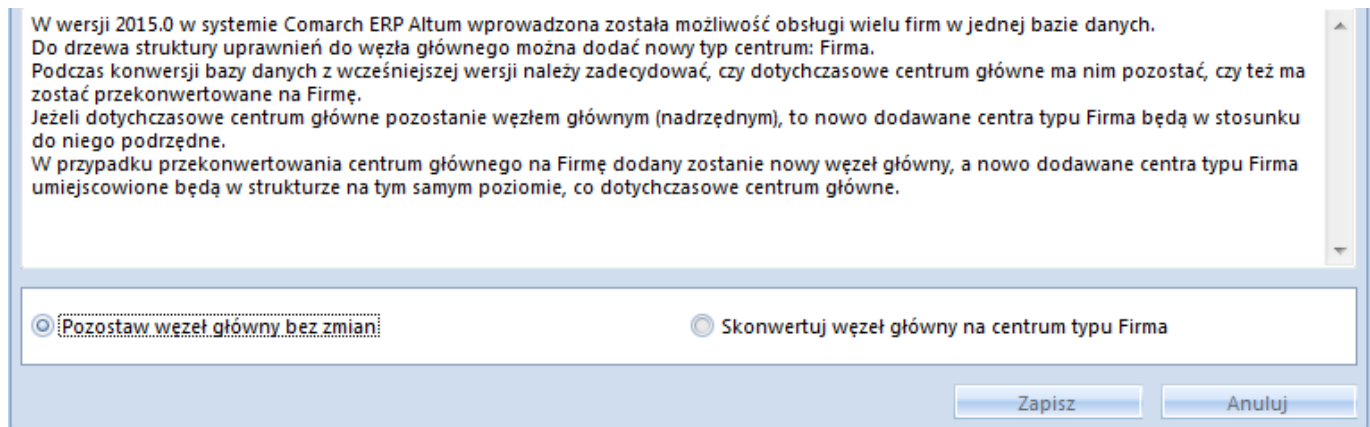 W wersji 2015.0 w systemie Comarch ERP Altum wprowadzona została możliwość obsługi wielu firm w jednej bazie danych.
Do drzewa struktury uprawnień do węzła głównego można dodać nowy typ centrum: Firma.
Podczas konwersji bazy danych z wcześniejszej wersji należy zadecydować, czy dotychczasowe centrum główne ma nim pozostać, czy też ma
zostać przekonwertowane na Firmę.
Jeżeli dotychczasowe centrum główne pozostanie węzłem głównym (nadrzędnym), to nowo dodawane centra typu Firma będą w stosunku
do niego podrzędne.
W przypadku przekonwertowania centrum głównego na Firmę dodany zostanie nowy węzeł główny, a nowo dodawane centra typu Firma
umiejscowione będą w strukturze na tym samym poziomie, co dotychczasowe centrum główne.
Pozostaw węzeł główny bez zmian
Skonwertuj węzeł główny na centrum typu Firma
Zapisz
Anuluj